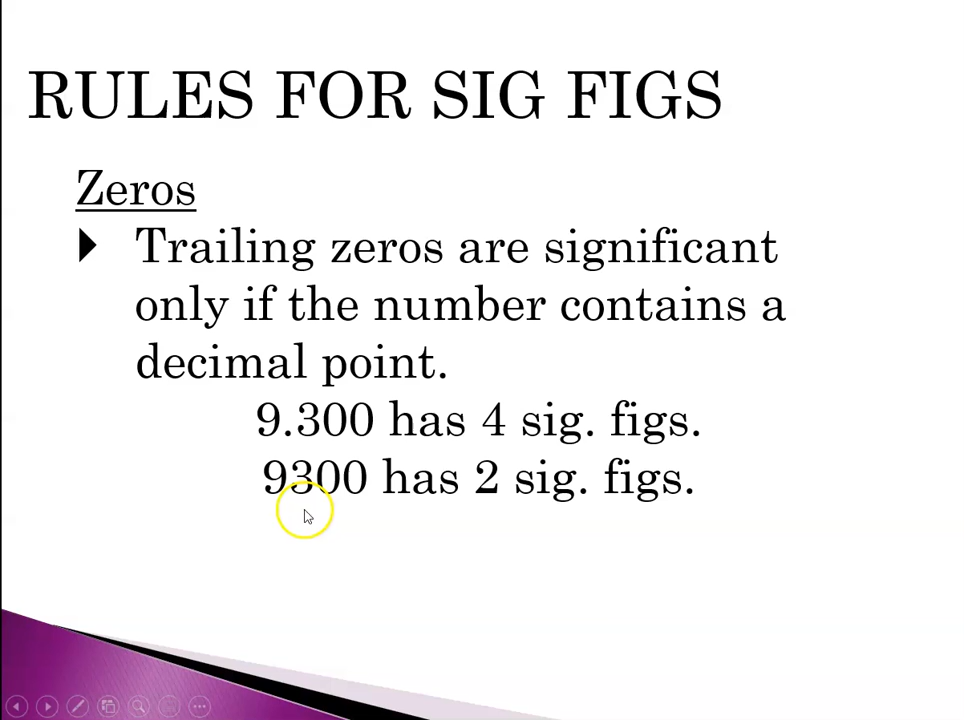 RULES FOR SIG FIGS
Zeros
Trailing zeros are significant
only if the number contains a
decimal point.
9.300 has 4 sig. figs.
9300 has 2 sig. figs.